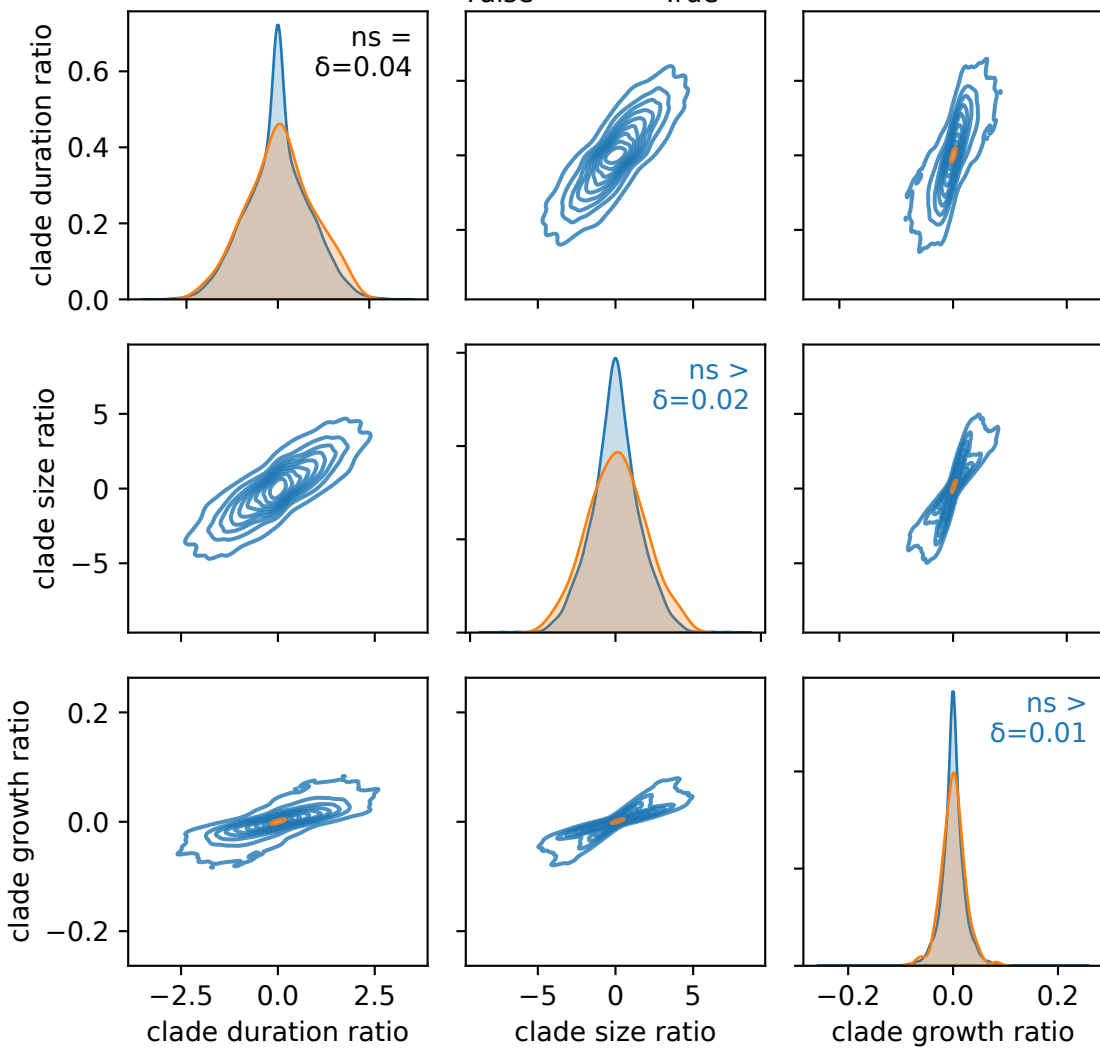 clade duration ratio
0.6
0.4
0.2
0.0
ns =
δ=0.04
clade size ratio
5
0
−5
ns >
δ=0.02
clade growth ratio
0.2
0.0
−0.2
ns >
δ=0.01
−2.5 0.0 2.5
−5 0 5
−0.2 0.0 0.2
clade duration ratio
clade size ratio
clade growth ratio